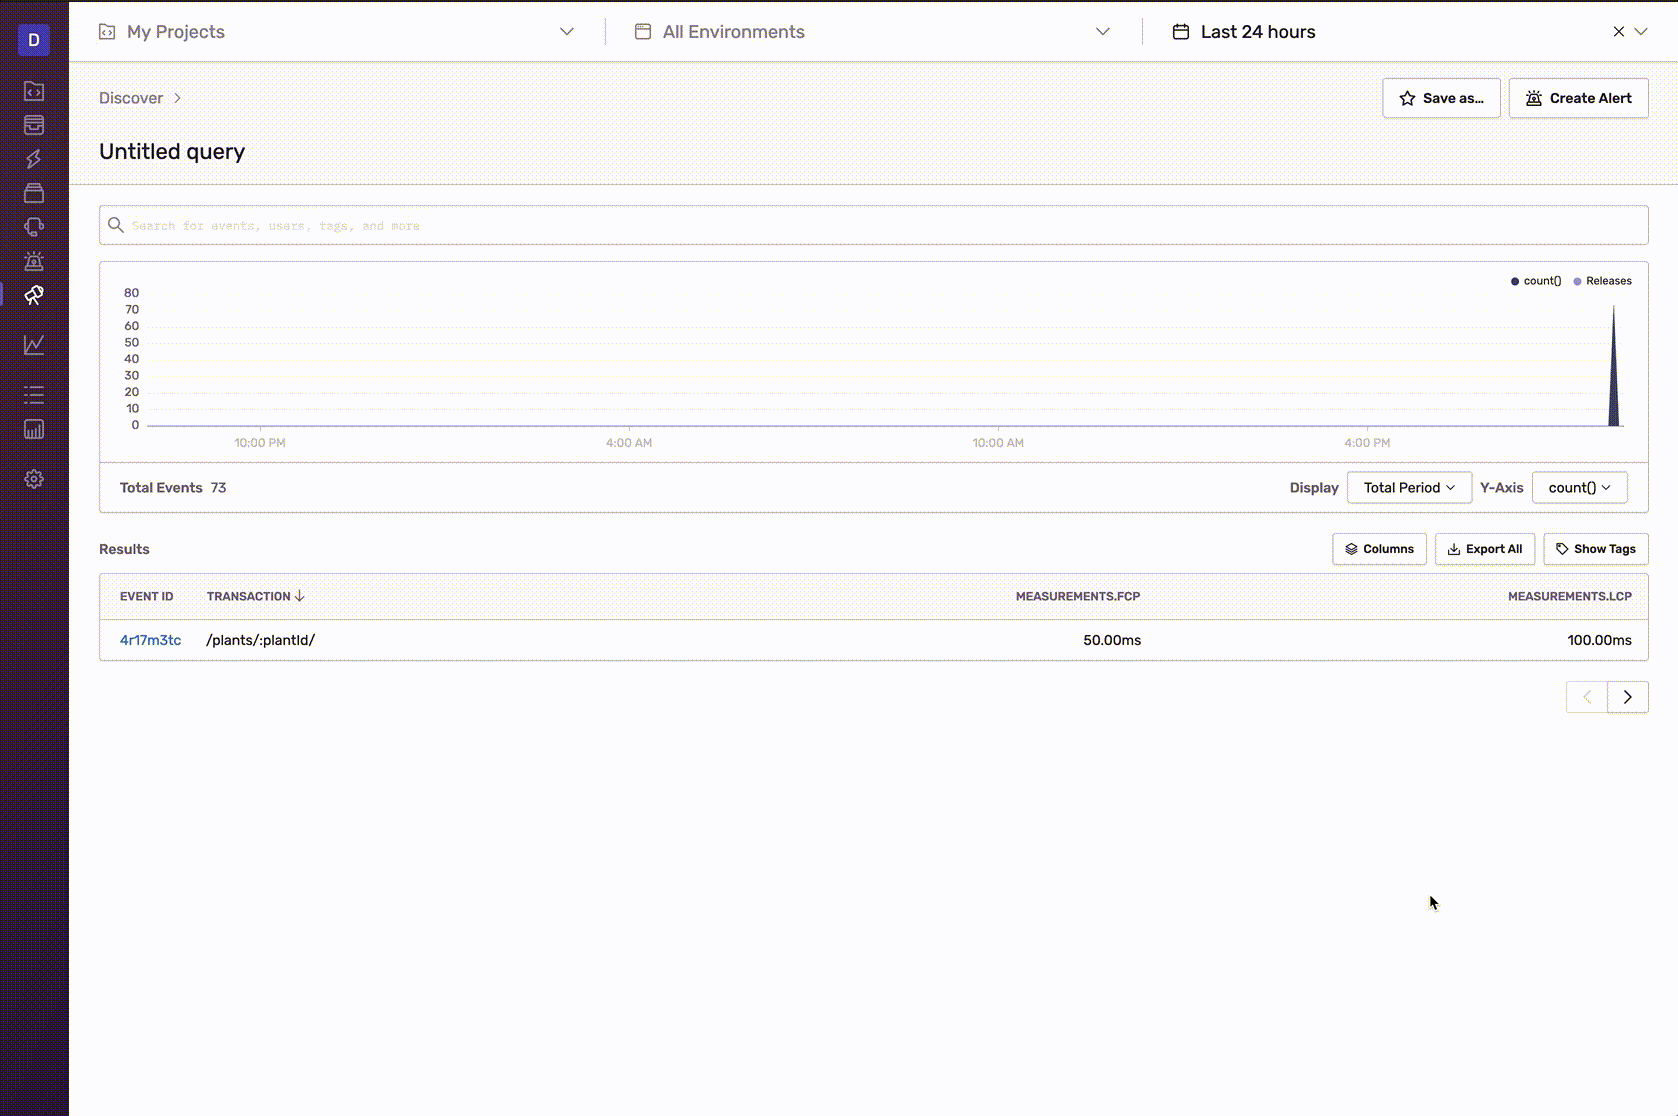 D
My Projects
All Environments
Last 24 hours
Discover
Save as...
Create Alert
Untitled query
Search for events, users, tags, and more
count()
Releases
80
70
60
50
40
30
20
10
0
10:00 PM
4:00 AM
10:00 AM
4:00 PM
Total Events 73
Display
Total Period
Y-Axis
count()
Results
Columns
Export All
Show Tags
EVENT ID
TRANSACTION
MEASUREMENTS.FCP
MEASUREMENTS.LCP
4r17m3tc
/plants/:plantId/
50.00ms
100.00ms